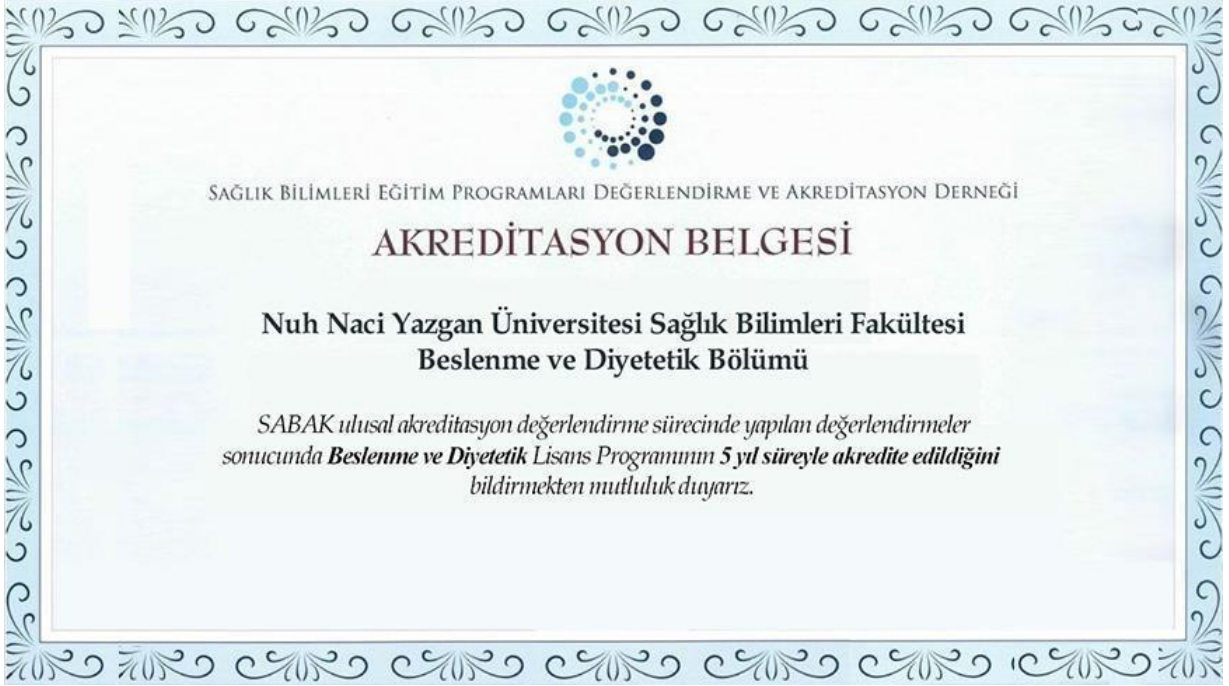 SAĞLIK BİLİMLERİ EĞİTİM PROGRAMLARI DEĞERLENDİRME VE AKREDİTASYON DERNEĞİ
AKREDİTASYON BELGESİ
Nuh Naci Yazgan Üniversitesi Sağlık Bilimleri Fakültesi
Beslenme ve Diyetetik Bölümü
SABAK ulusal akreditasyon değerlendirme sürecinde yapılan değerlendirmeler
sonucunda Beslenme ve Diyetetik Lisans Programının 5 yıl süreyle akredite edildiğini
bildirmekten mutluluk duyarız.